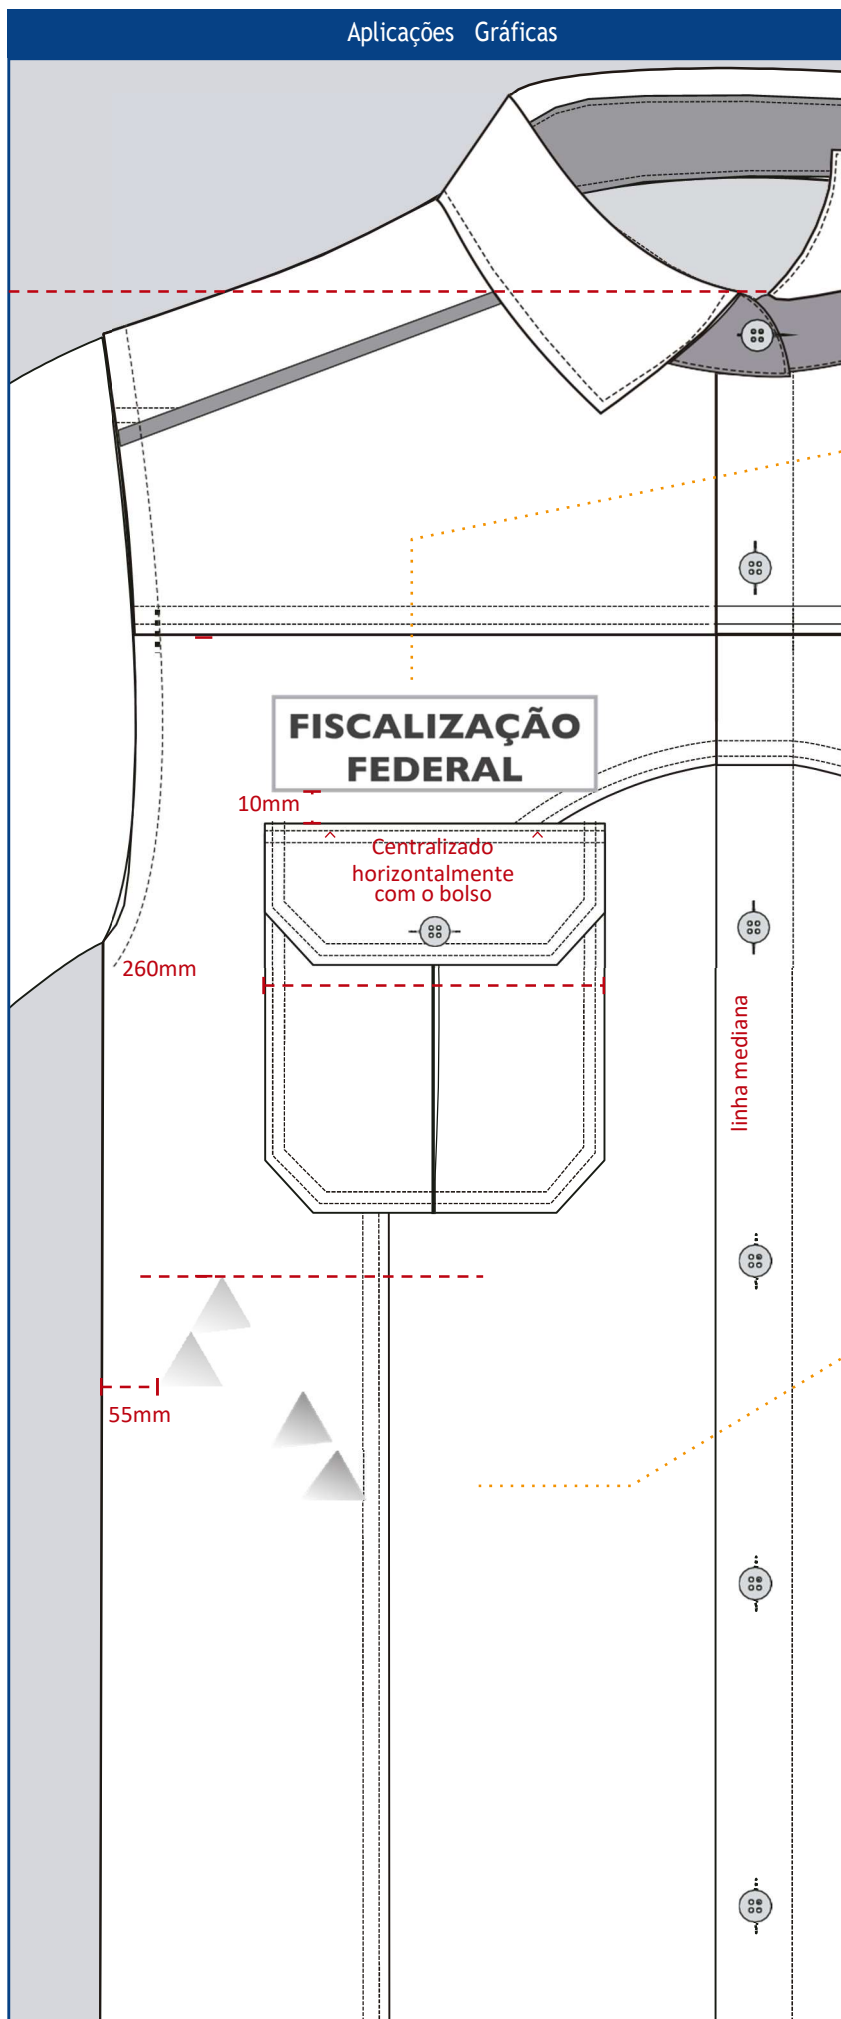 Aplicações Gráficas
FISCALIZAÇÃO
FEDERAL
10mm
Centralizado
horizontalmente
com o bolso
260mm
linha mediana
55mm